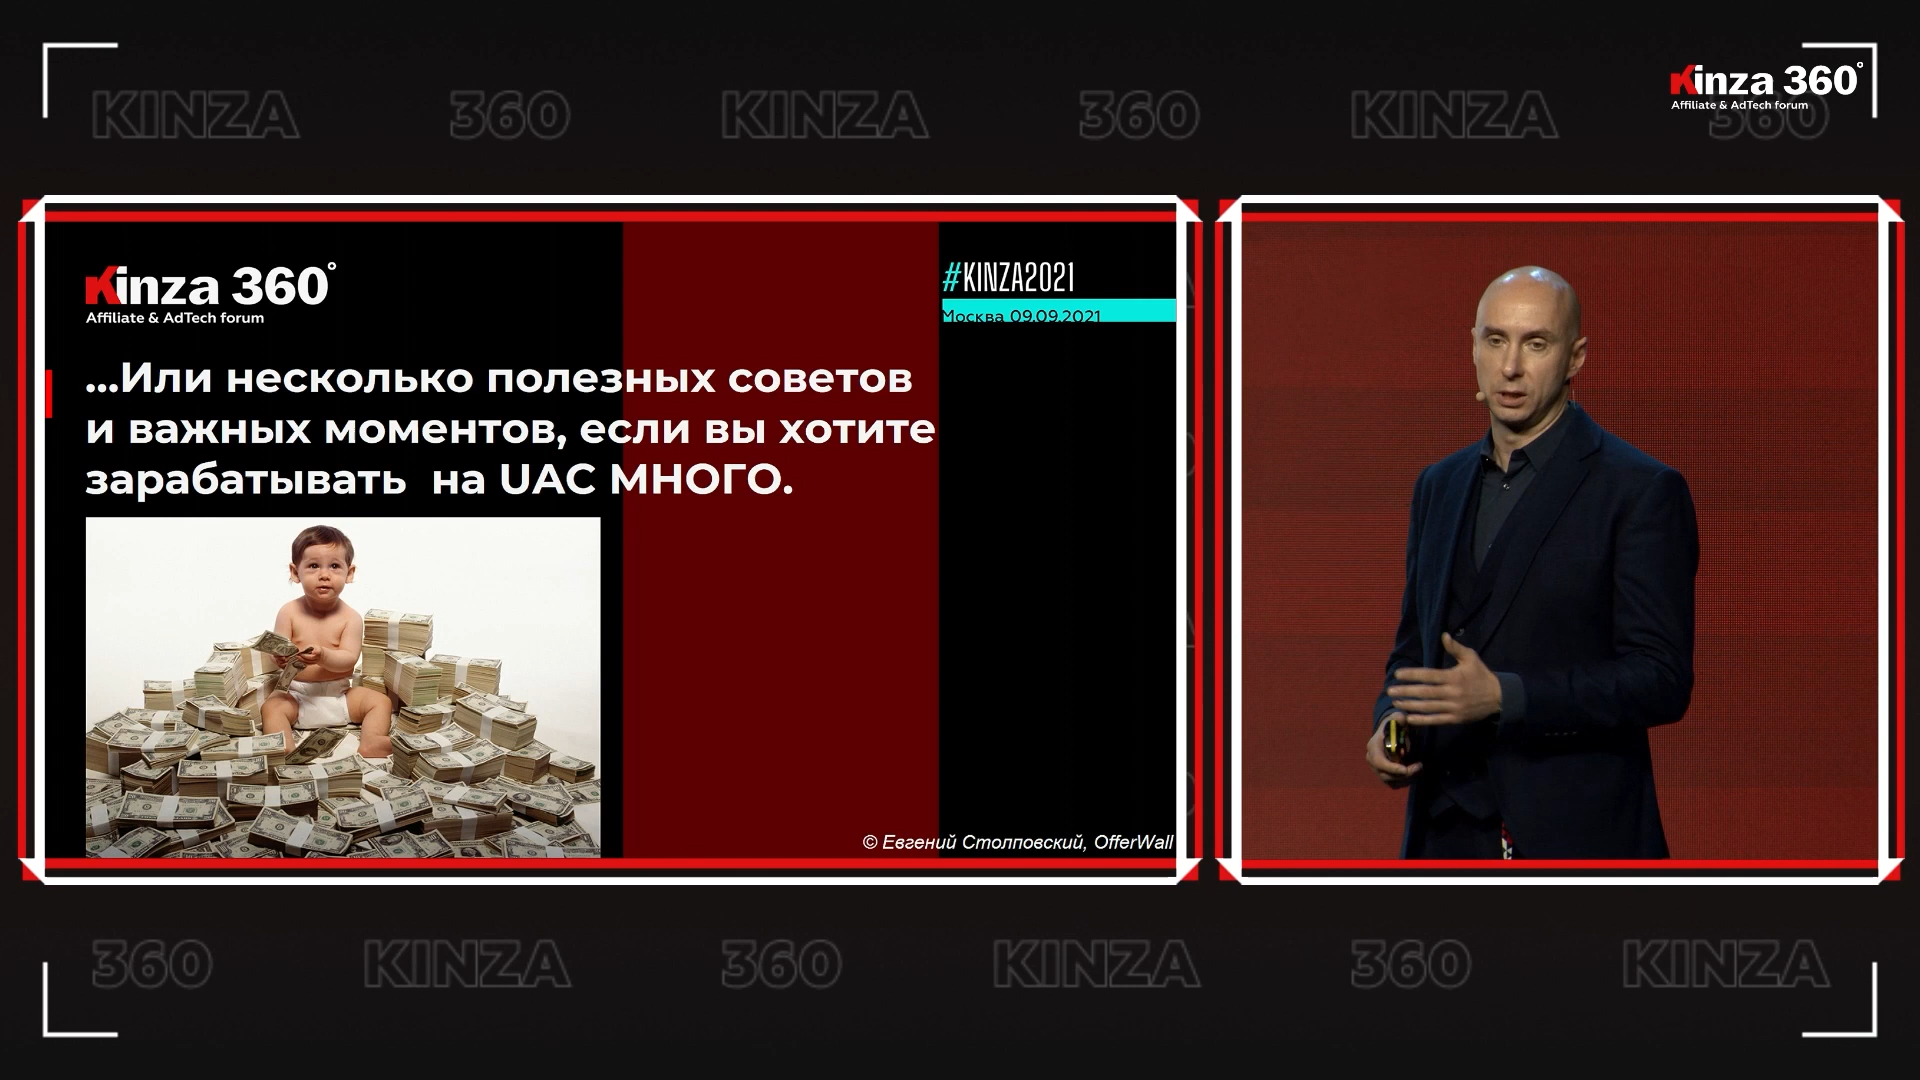 KINZA 360 KINZA 360 KINZA 360
Kinza 360°
Affiliate & AdTech forum
Kinza 360°
Affiliate & AdTech forum
#KINZA2021
Москва 09.09.2021
...Или несколько полезных советов
и важных моментов, если вы хотите
зарабатывать на UAC МНОГО.
© Евгений Столповский, OfferWall
360 KINZA 360 KINZA 360 KINZA